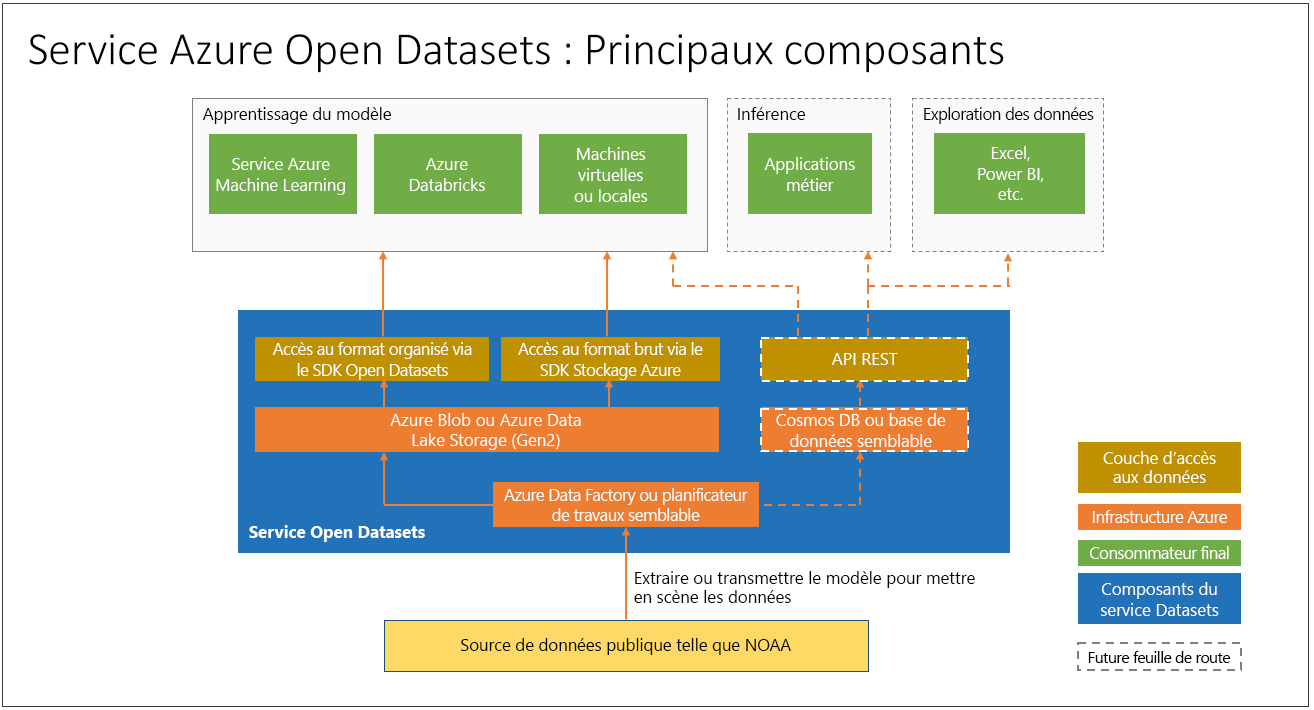 Service Azure Open Datasets : Principaux composants
Apprentissage du modèle
Service Azure
Machine Learning
Azure
Databricks
Machines
virtuelles
ou locales
Inférence
Applications
métier
Exploration des données
Excel,
Power BI,
etc.
Accès au format organisé via
le SDK Open Datasets
Accès au format brut via le
SDK Stockage Azure
API REST
Azure Blob ou Azure Data
Lake Storage (Gen2)
Cosmos DB ou base de
données semblable
Azure Data Factory ou planificateur
de travaux semblable
Service Open Datasets
Extraire ou transmettre le modèle pour mettre
en scène les données
Source de données publique telle que NOAA
Couche d’accès
aux données
Infrastructure Azure
Consommateur final
Composants du
service Datasets
Future feuille de route